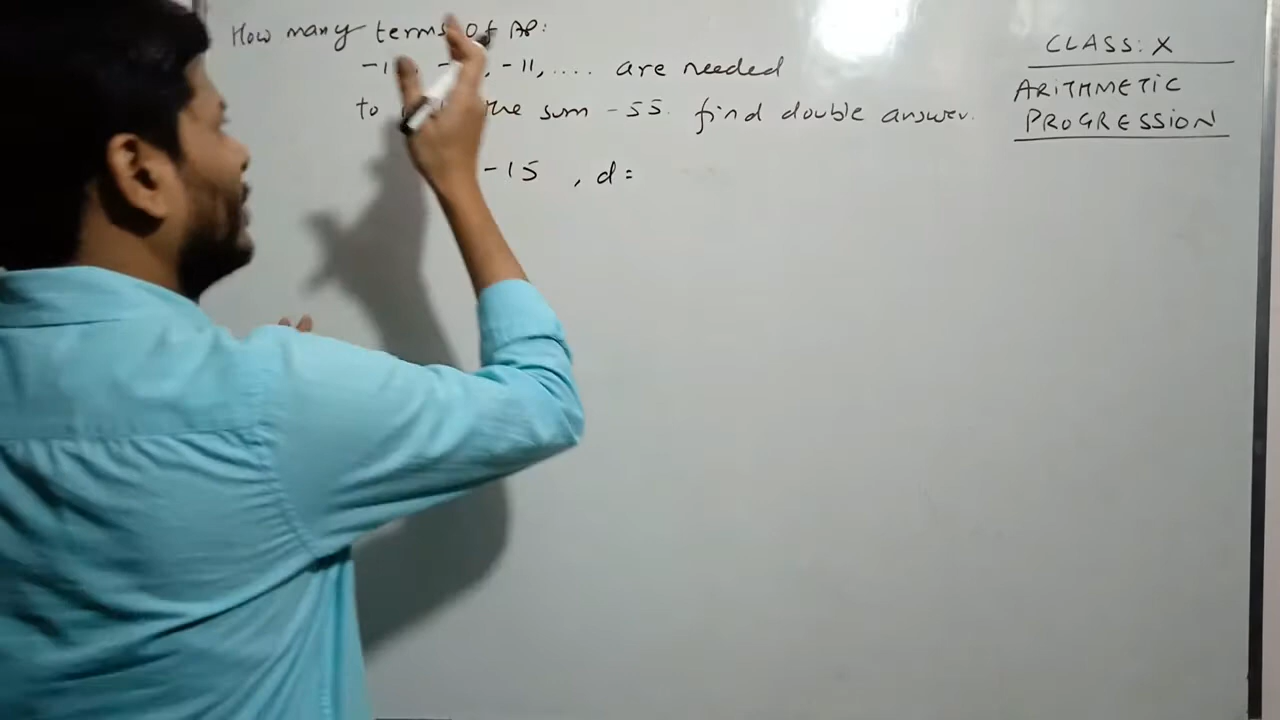 How many terms of AP:
-1 , - , -11, .... are needed
to the sum -55. find double answer.
-15 , d=
CLASS: X
ARITHMETIC
PROGRESSION